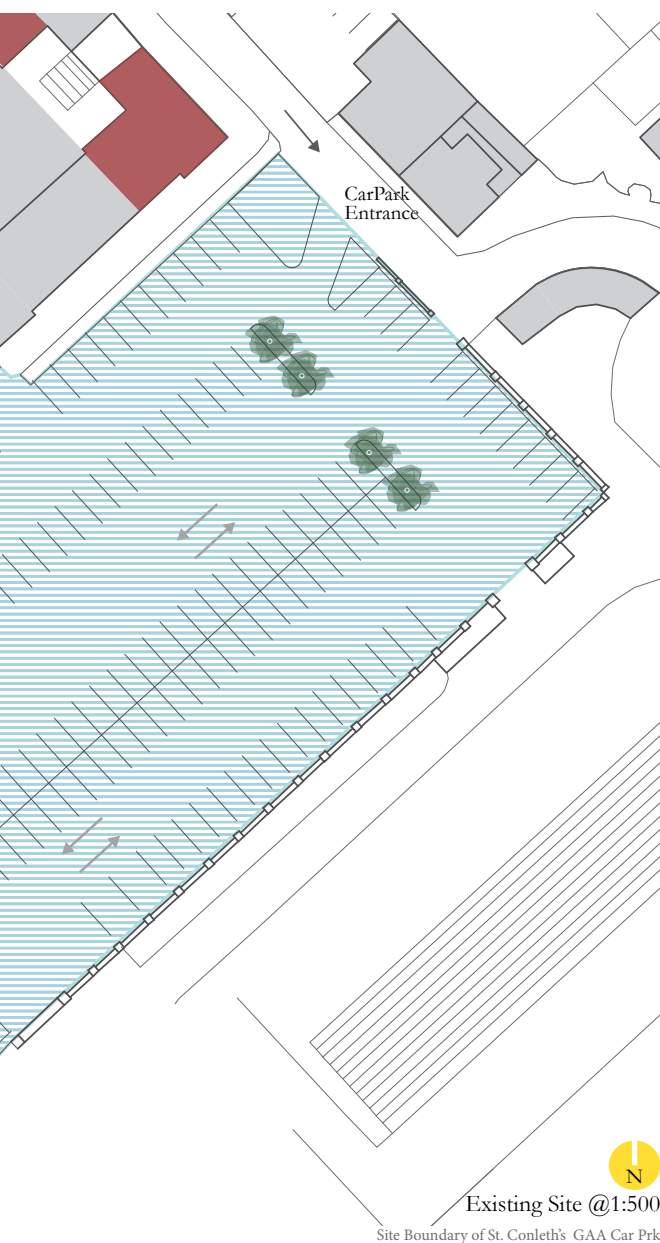 CarPark
Entrance
N
Existing Site @1:500
Site Boundary of St. Conleth's GAA Car Prk